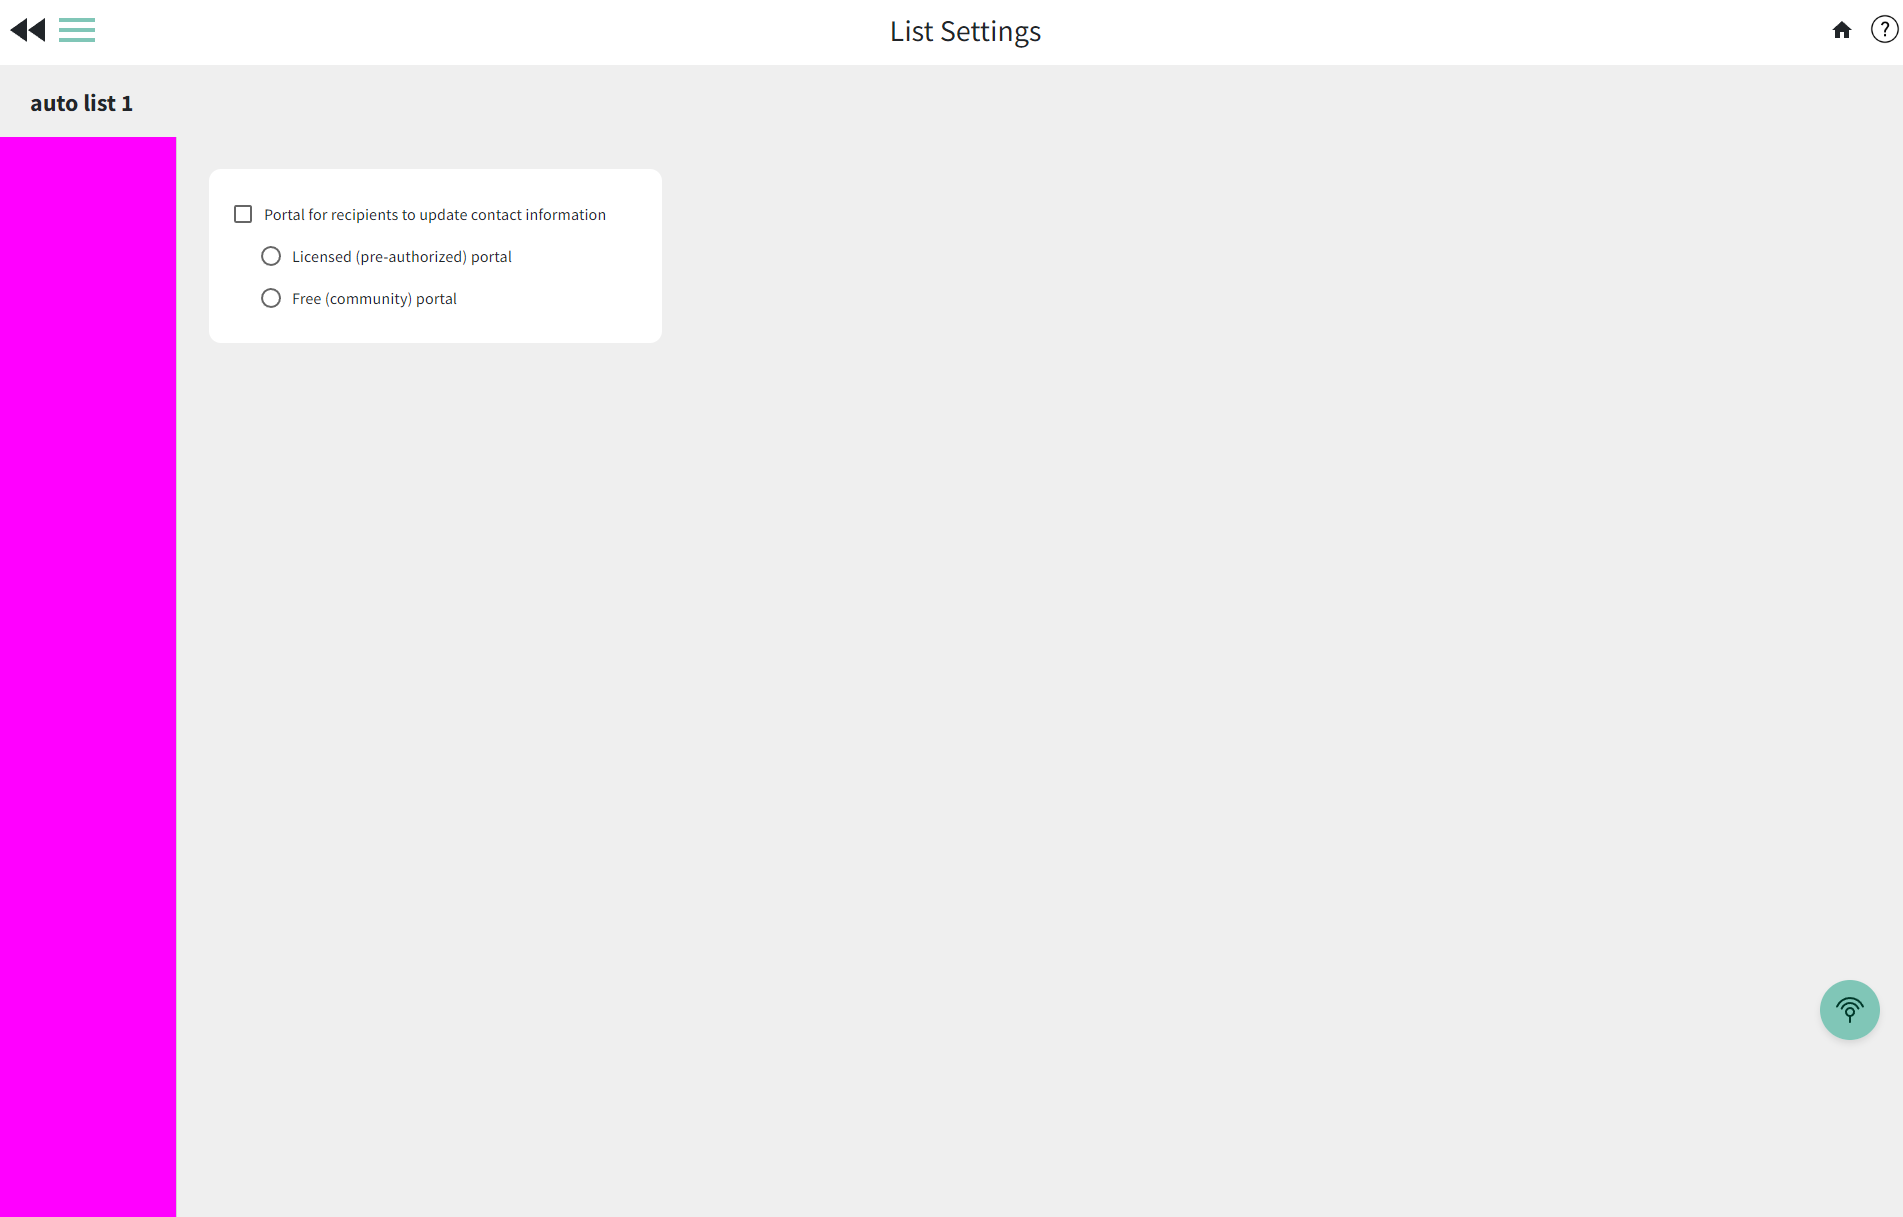 List Settings
?
auto list 1
Portal for recipients to update contact information
Licensed (pre-authorized) portal
Free (community) portal